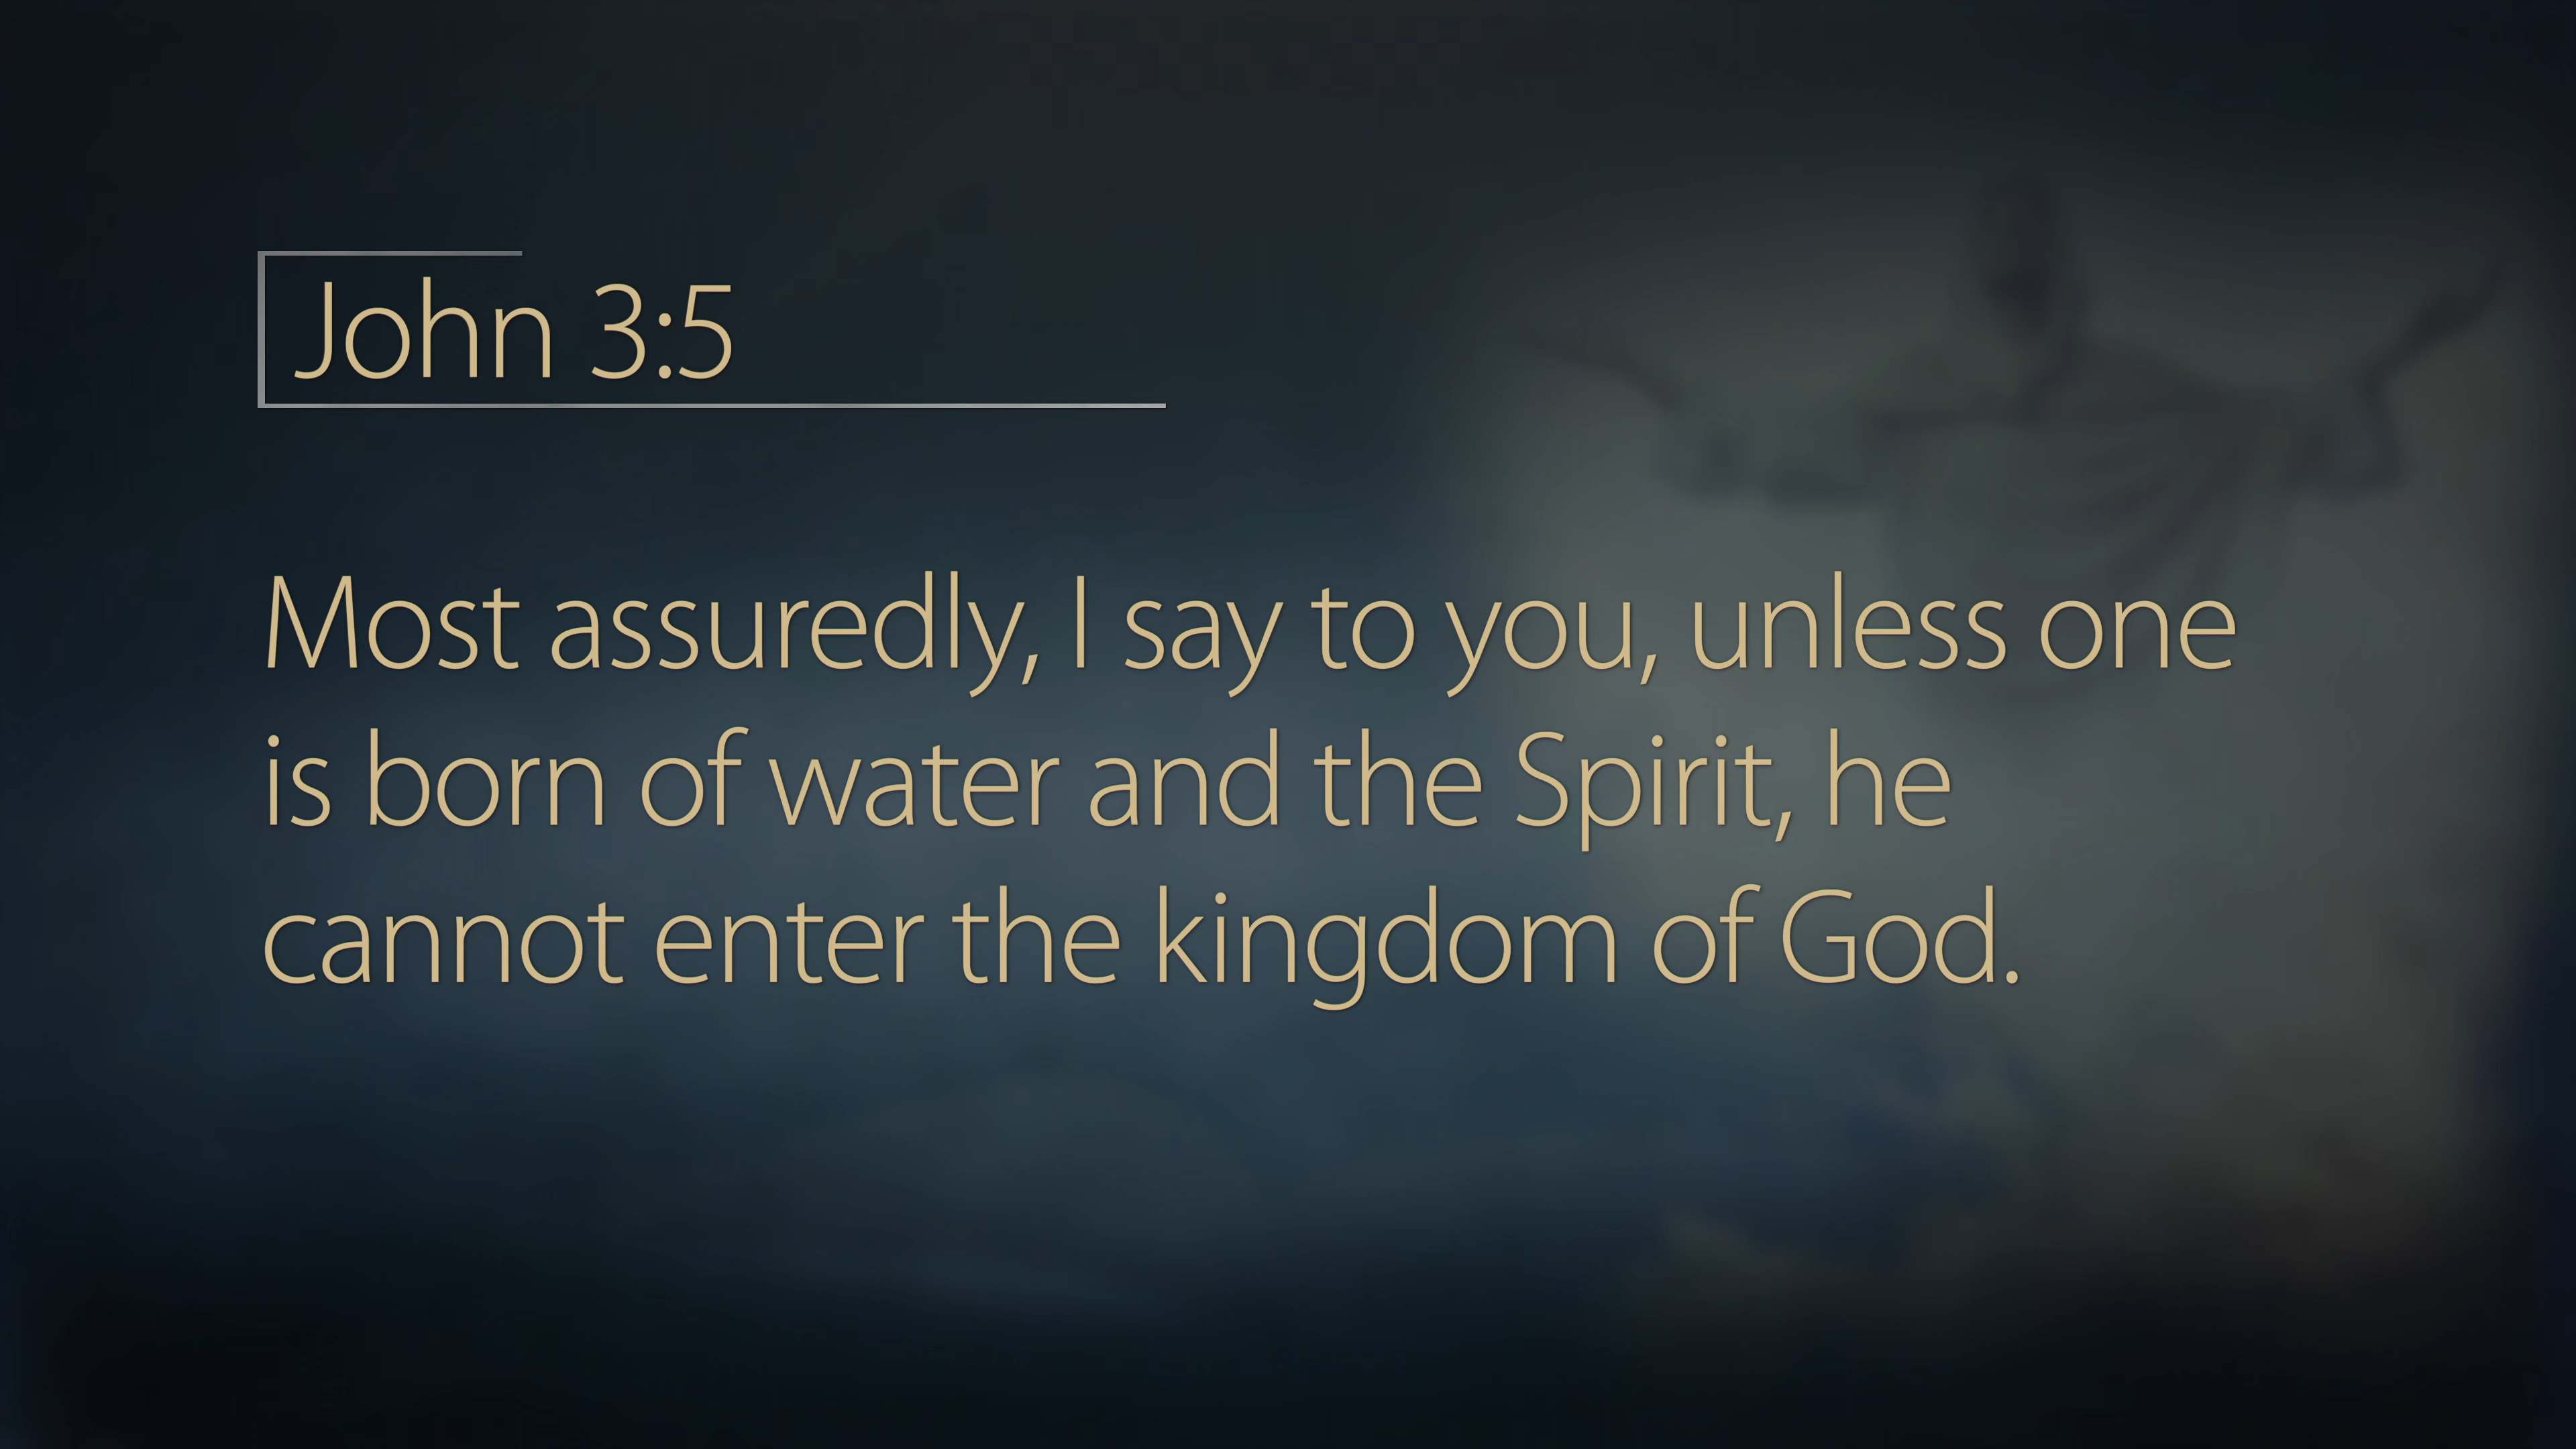 John 3:5
Most assuredly, I say to you, unless one
is born of water and the Spirit, he
cannot enter the kingdom of God.